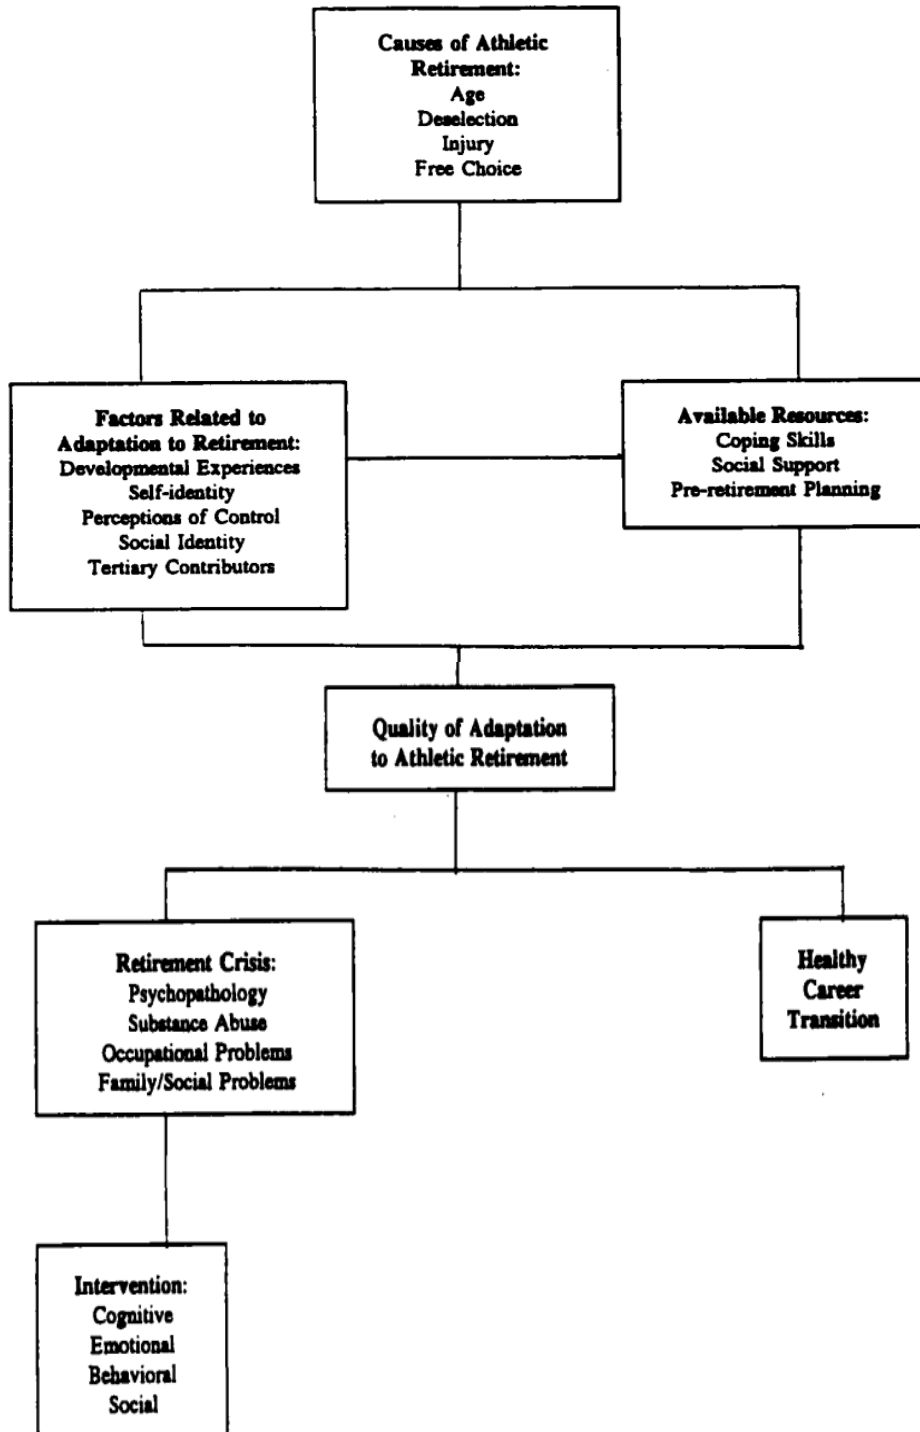 Causes of Athletic
Retirement:
Age
Deselection
Injury
Free Choice
Factors Related to
Adaptation to Retirement:
Developmental Experiences
Self-identity
Perceptions of Control
Social Identity
Tertiary Contributors
Available Resources:
Coping Skills
Social Support
Pre-retirement Planning
Quality of Adaptation
to Athletic Retirement
Retirement Crisis:
Psychopathology
Substance Abuse
Occupational Problems
Family/Social Problems
Healthy
Career
Transition
Intervention:
Cognitive
Emotional
Behavioral
Social